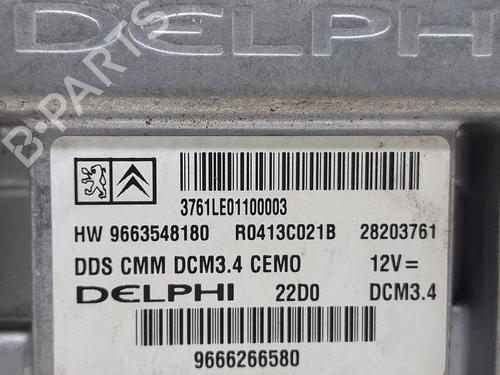 DELPHI
B-PARTS
3761LE01100003
HW 9663548180 R0413C021B 28203761
DDS CMM DCM3.4 CEMO 12V=
DELPHI 22D0 DCM3.4
9666266580